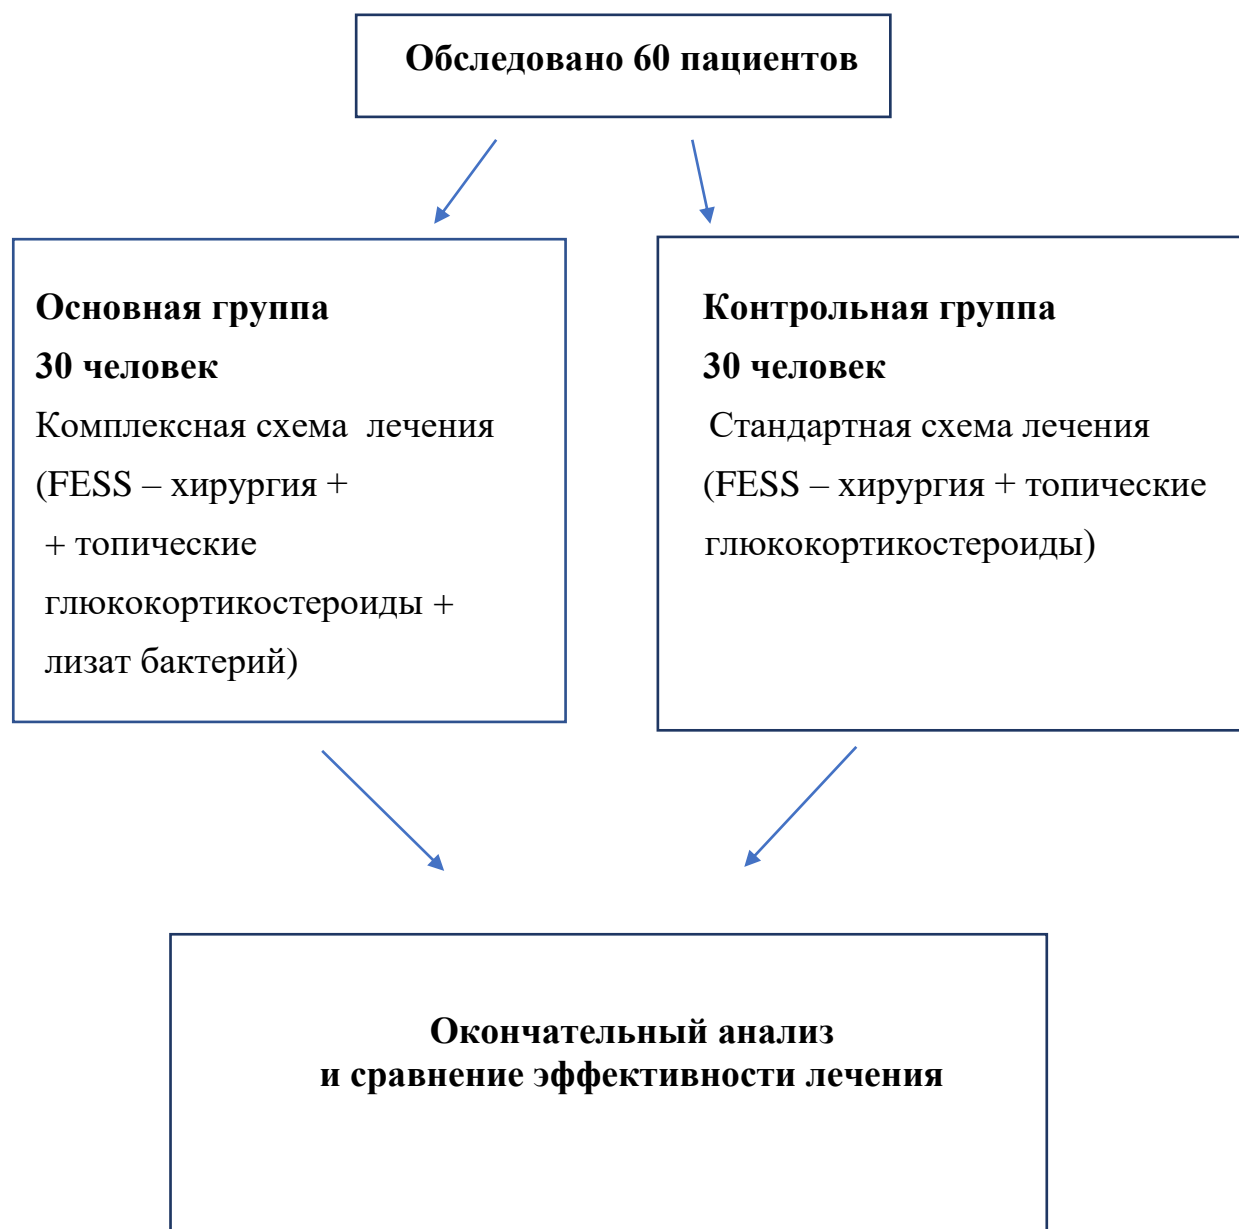 Обследовано 60 пациентов
Основная группа
30 человек
Комплексная схема лечения
(FESS – хирургия +
+ топические
глюкокортикостероиды +
лизат бактерий)
Контрольная группа
30 человек
Стандартная схема лечения
(FESS – хирургия + топические
глюкокортикостероиды)
Окончательный анализ
и сравнение эффективности лечения